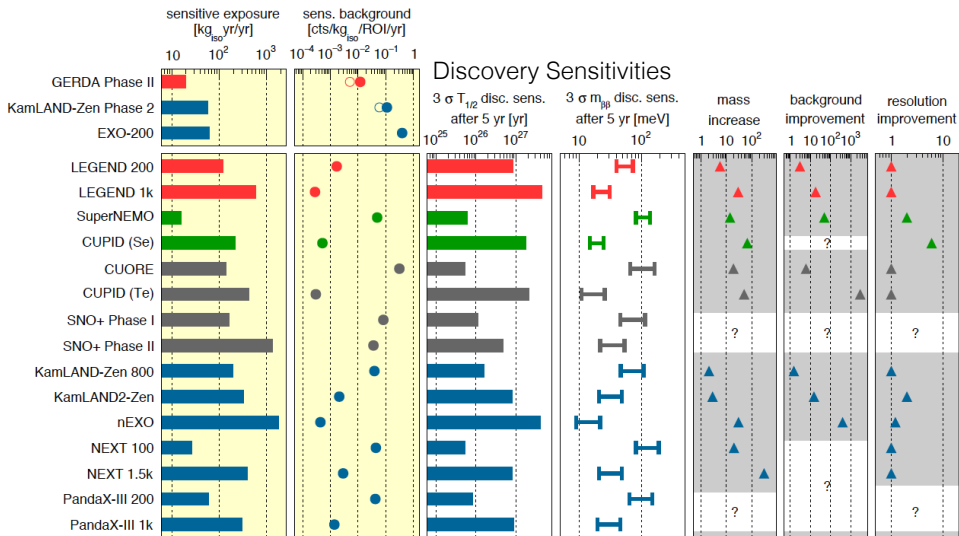 sensitive exposure
[kg_iso yr/yr]
10 10² 10³
sens. background
[cts/kg_iso/ROI/yr]
10⁻⁴ 10⁻³ 10⁻² 10⁻¹ 1
GERDA Phase II
KamLAND-Zen Phase 2
EXO-200
Discovery Sensitivities
3 σ T_1/2 disc. sens.
after 5 yr [yr]
10²⁵ 10²⁶ 10²⁷
3 σ m_ββ disc. sens.
after 5 yr [meV]
10 10²
mass
increase
1 10 10²
background
improvement
1 10 10² 10³
resolution
improvement
1 10
LEGEND 200
LEGEND 1k
SuperNEMO
CUPID (Se)
?
CUORE
CUPID (Te)
SNO+ Phase I
? ? ?
SNO+ Phase II
KamLAND-Zen 800
KamLAND2-Zen
nEXO
NEXT 100
NEXT 1.5k
?
PandaX-III 200
? ?
PandaX-III 1k